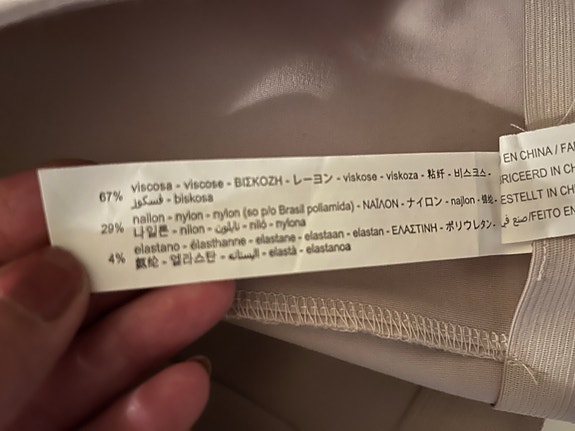 67% viscosa - viscose - ΒΙΣΚΟΖΗ - レーヨン - viskose - viskoza - 粘纤 - 비스코스 -
فسكوز - biskosa
29% nailon - nylon - nylon (so p/o Brasil poliamida) - ΝΑΪΛΟΝ - ナイロン - najlon -
나일론 - nilon - نايلون - niló - nylona
4% elastano - élasthanne - elastane - elastaan - elastan - ΕΛΑΣΤΙΝΗ - ポリウレタン -
氨纶 - 엘라스탄 - الیستانه - elastà - elastanoa
EN CHINA / FA
RICEERD IN CH
ESTELLT IN CH
صنع في /FEITO EN